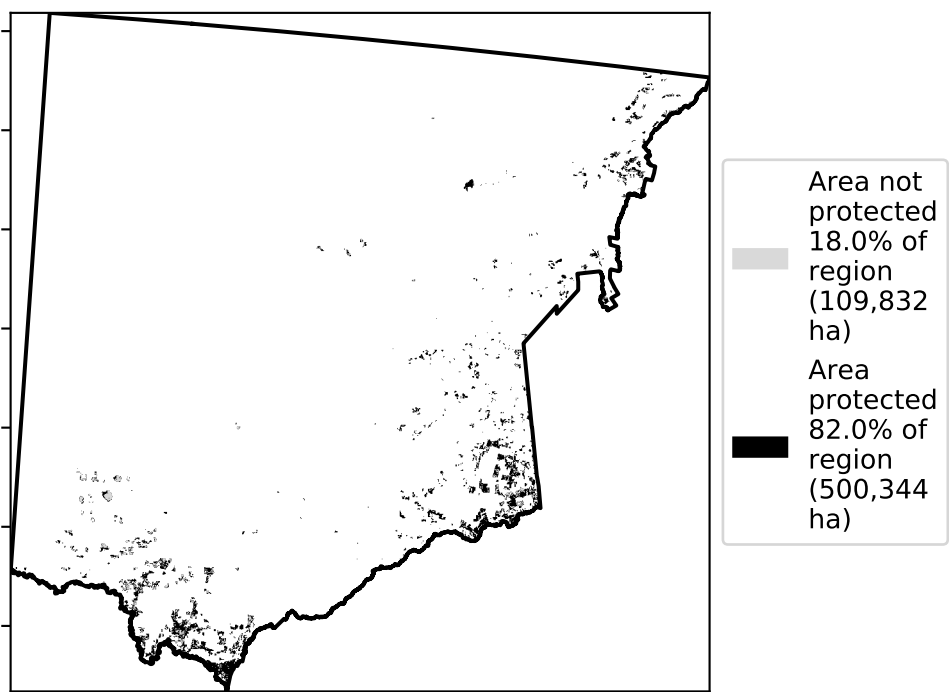 Area not
protected
18.0% of
region
(109,832
ha)
Area
protected
82.0% of
region
(500,344
ha)